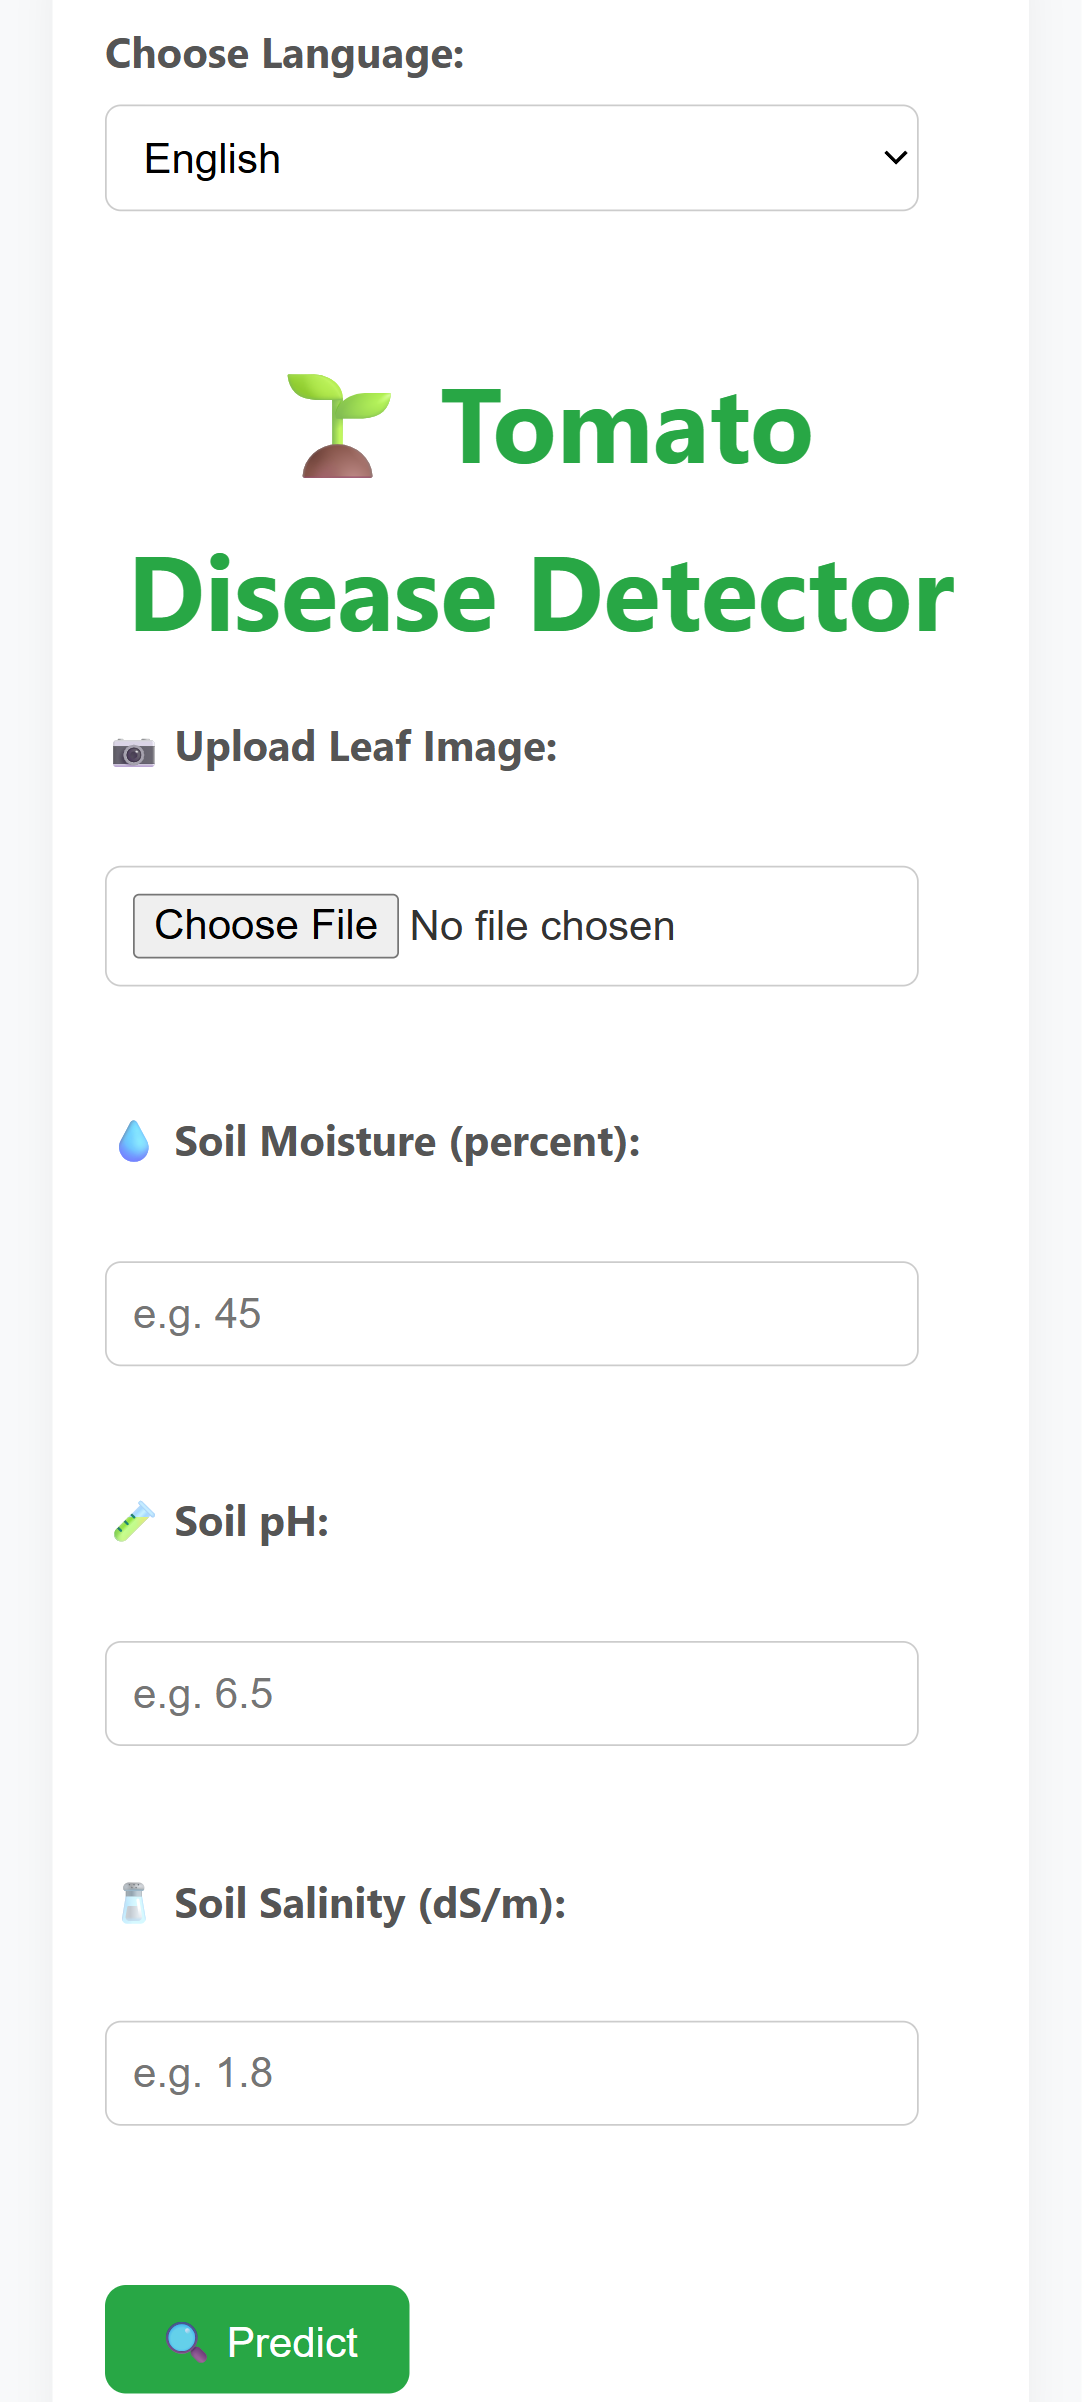 Choose Language:
English
Tomato
Disease Detector
Upload Leaf Image:
Choose File No file chosen
Soil Moisture (percent):
e.g. 45
Soil pH:
e.g. 6.5
Soil Salinity (dS/m):
e.g. 1.8
Predict